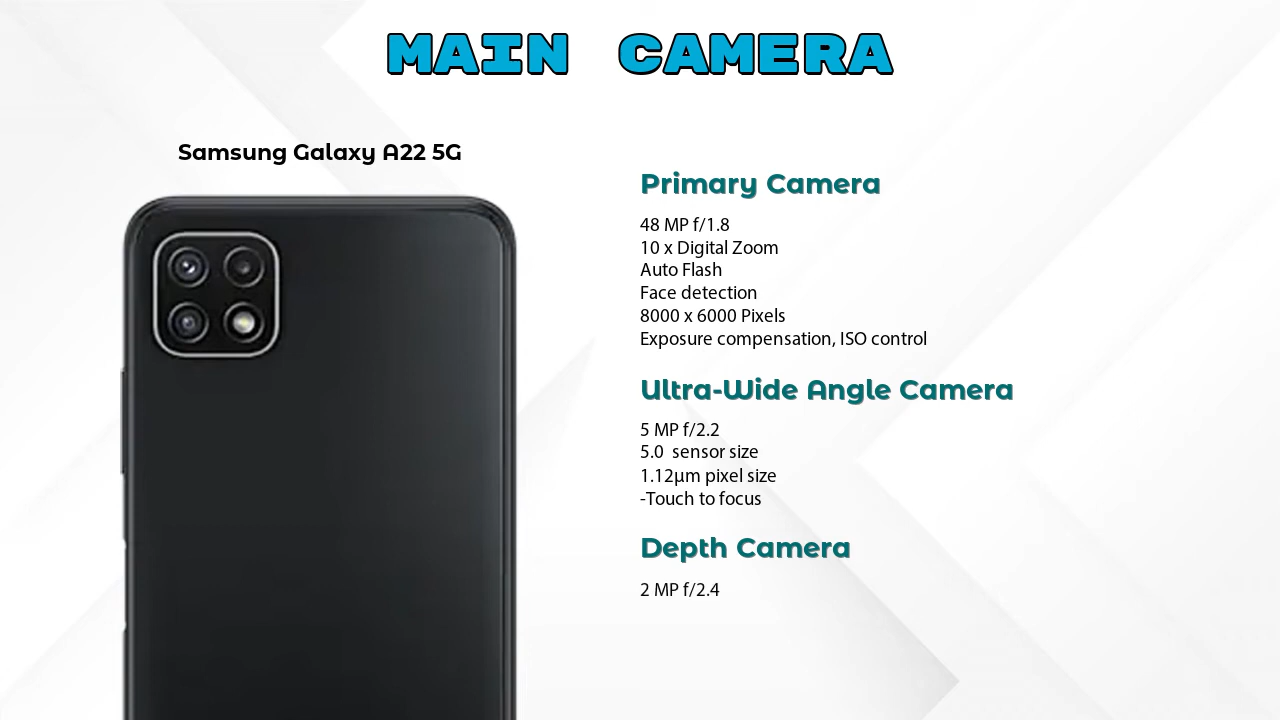 MAIN CAMERA
Samsung Galaxy A22 5G
Primary Camera
48 MP f/1.8
10 x Digital Zoom
Auto Flash
Face detection
8000 x 6000 Pixels
Exposure compensation, ISO control
Ultra-Wide Angle Camera
5 MP f/2.2
5.0  sensor size
1.12µm pixel size
-Touch to focus
Depth Camera
2 MP f/2.4